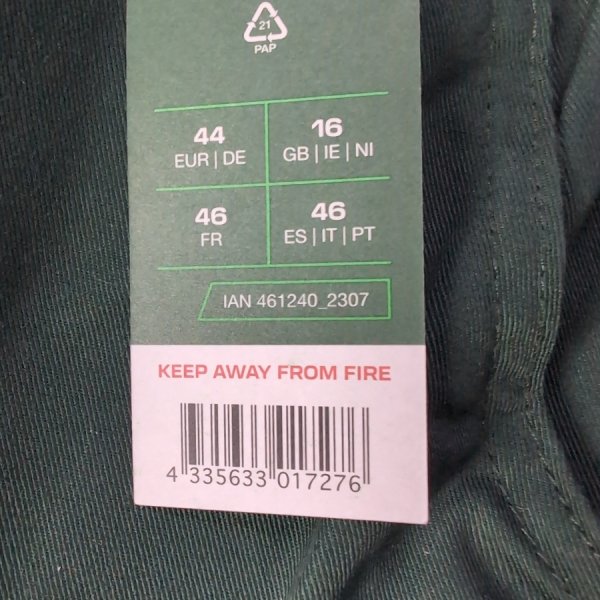 21
PAP
44
EUR | DE
16
GB | IE | NI
46
FR
46
ES | IT | PT
IAN 461240_2307
KEEP AWAY FROM FIRE
4 335633 017276